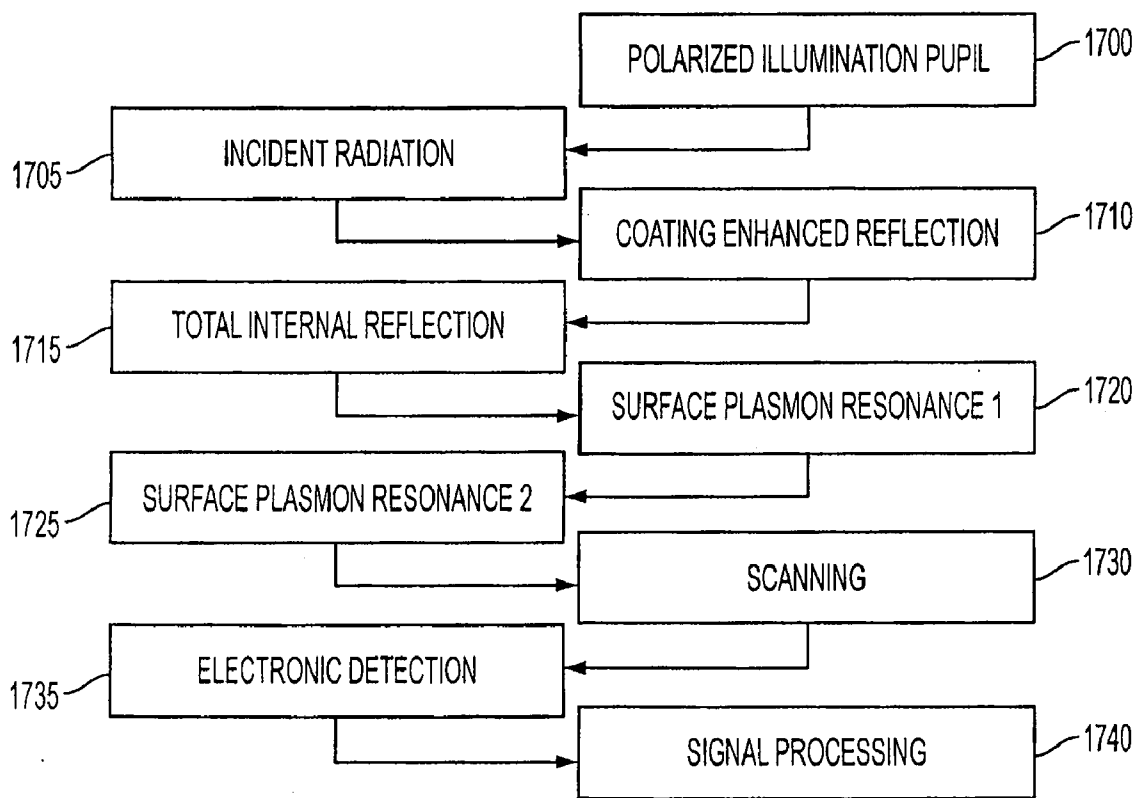 POLARIZED ILLUMINATION PUPIL
1700
INCIDENT RADIATION
1705
COATING ENHANCED REFLECTION
1710
TOTAL INTERNAL REFLECTION
1715
SURFACE PLASMON RESONANCE 1
1720
SURFACE PLASMON RESONANCE 2
1725
SCANNING
1730
ELECTRONIC DETECTION
1735
SIGNAL PROCESSING
1740